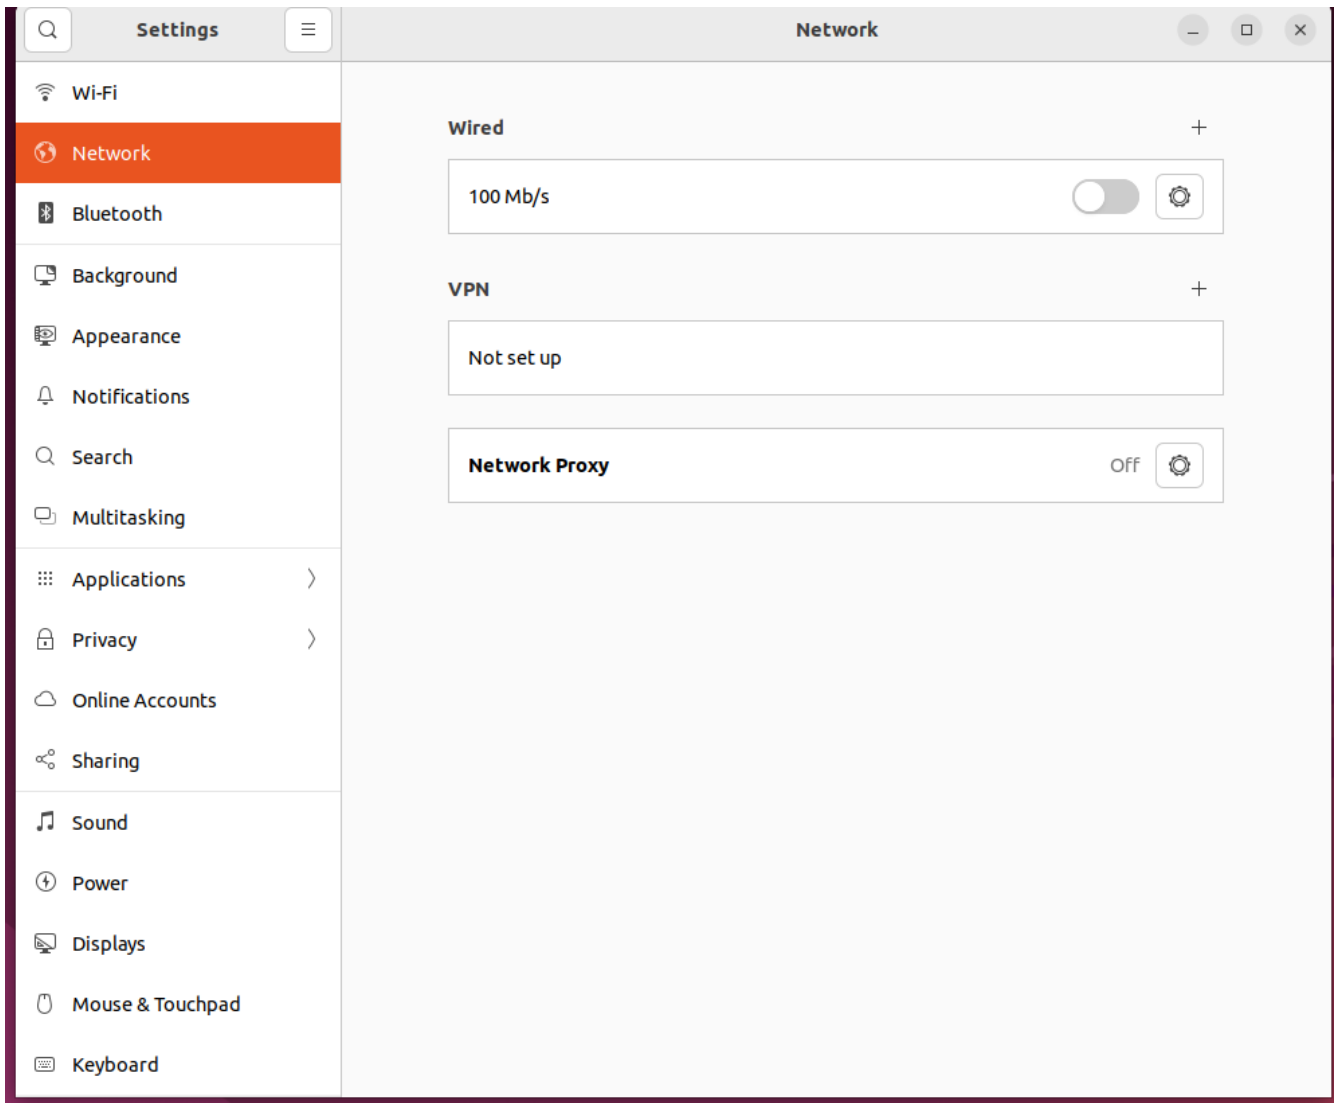 Settings
Network
Wi-Fi
Network
Bluetooth
Background
Appearance
Notifications
Search
Multitasking
Applications
Privacy
Online Accounts
Sharing
Sound
Power
Displays
Mouse & Touchpad
Keyboard
Wired
100 Mb/s
VPN
Not set up
Network Proxy Off